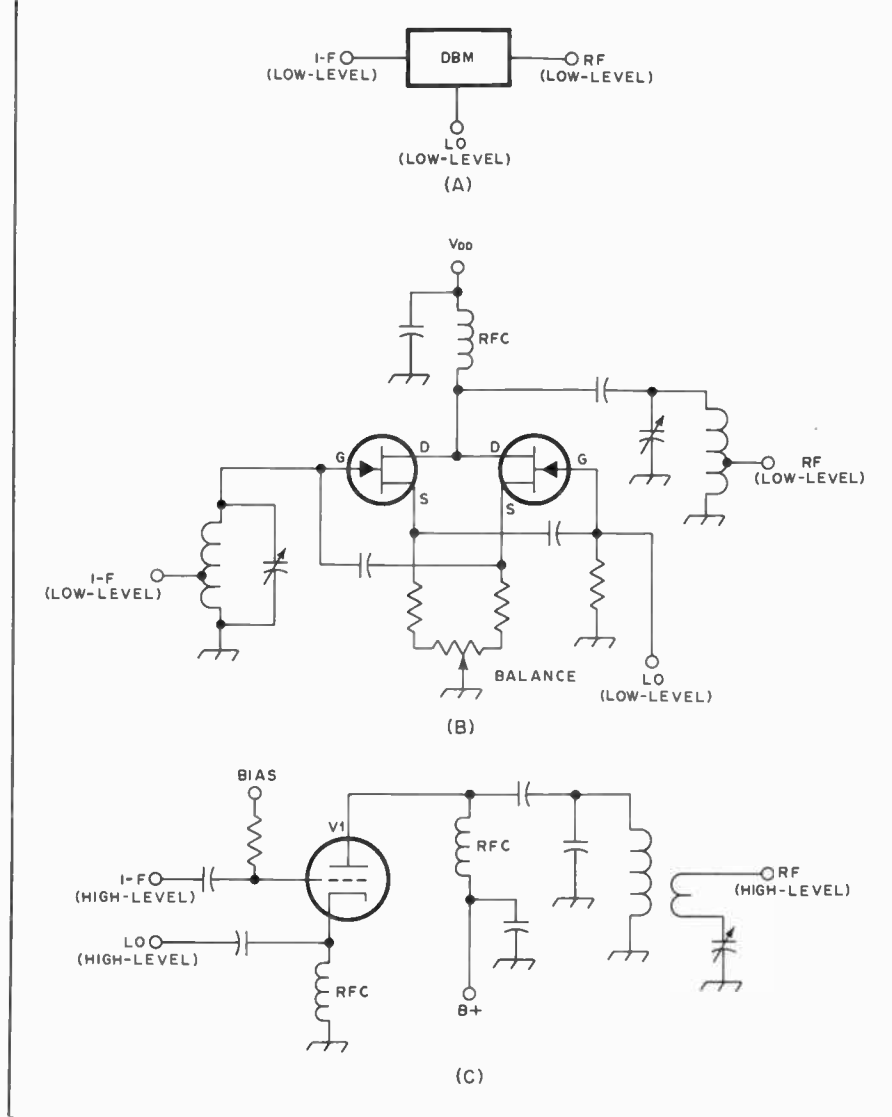 I-F
(LOW-LEVEL)
DBM
RF
(LOW-LEVEL)
LO
(LOW-LEVEL)
(A)
VDD
RFC
G
D
D
G
S
S
RF
(LOW-LEVEL)
I-F
(LOW-LEVEL)
BALANCE
LO
(LOW-LEVEL)
(B)
BIAS
V1
RFC
I-F
(HIGH-LEVEL)
RF
(HIGH-LEVEL)
LO
(HIGH-LEVEL)
RFC
B+
(C)